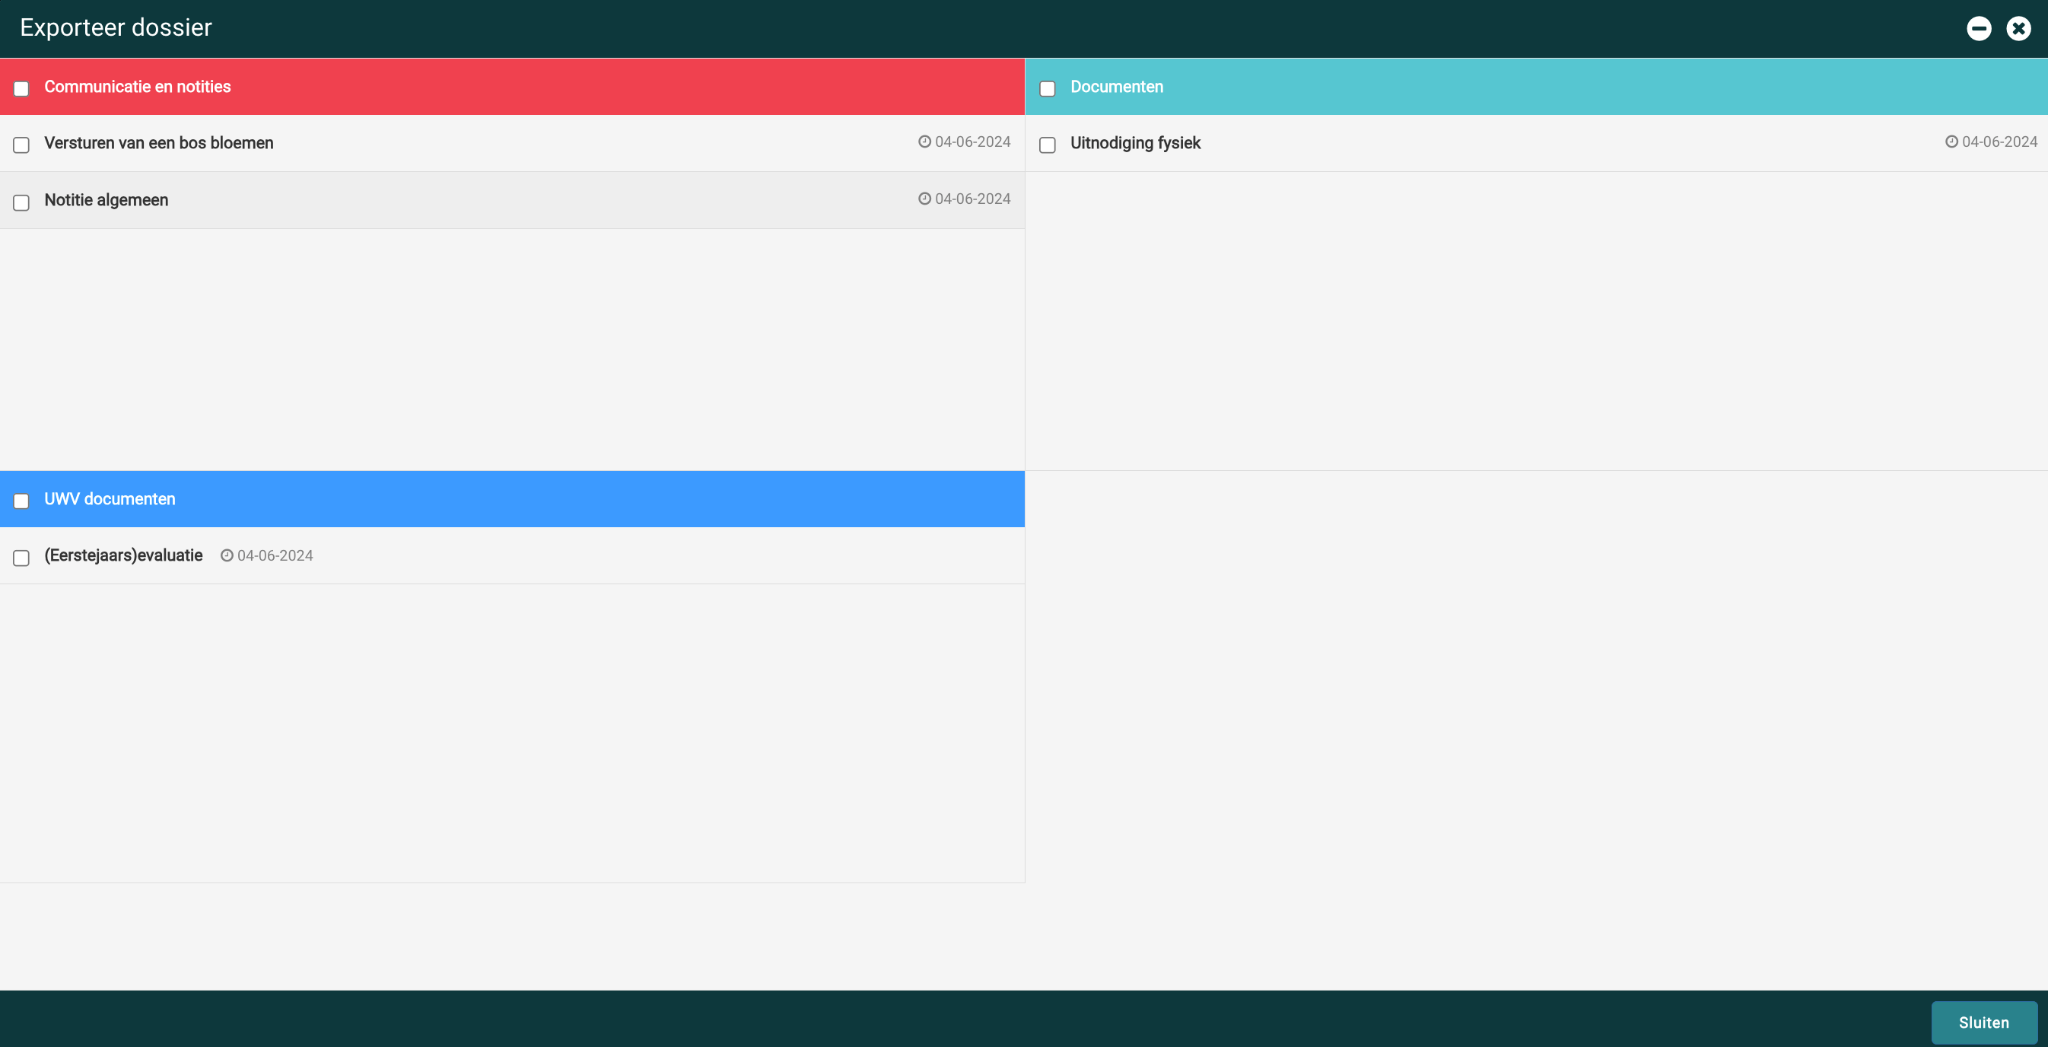 Exporteer dossier
Communicatie en notities
Versturen van een bos bloemen 04-06-2024
Notitie algemeen 04-06-2024
Documenten
Uitnodiging fysiek 04-06-2024
UWV documenten
(Eerstejaars)evaluatie 04-06-2024
Sluiten